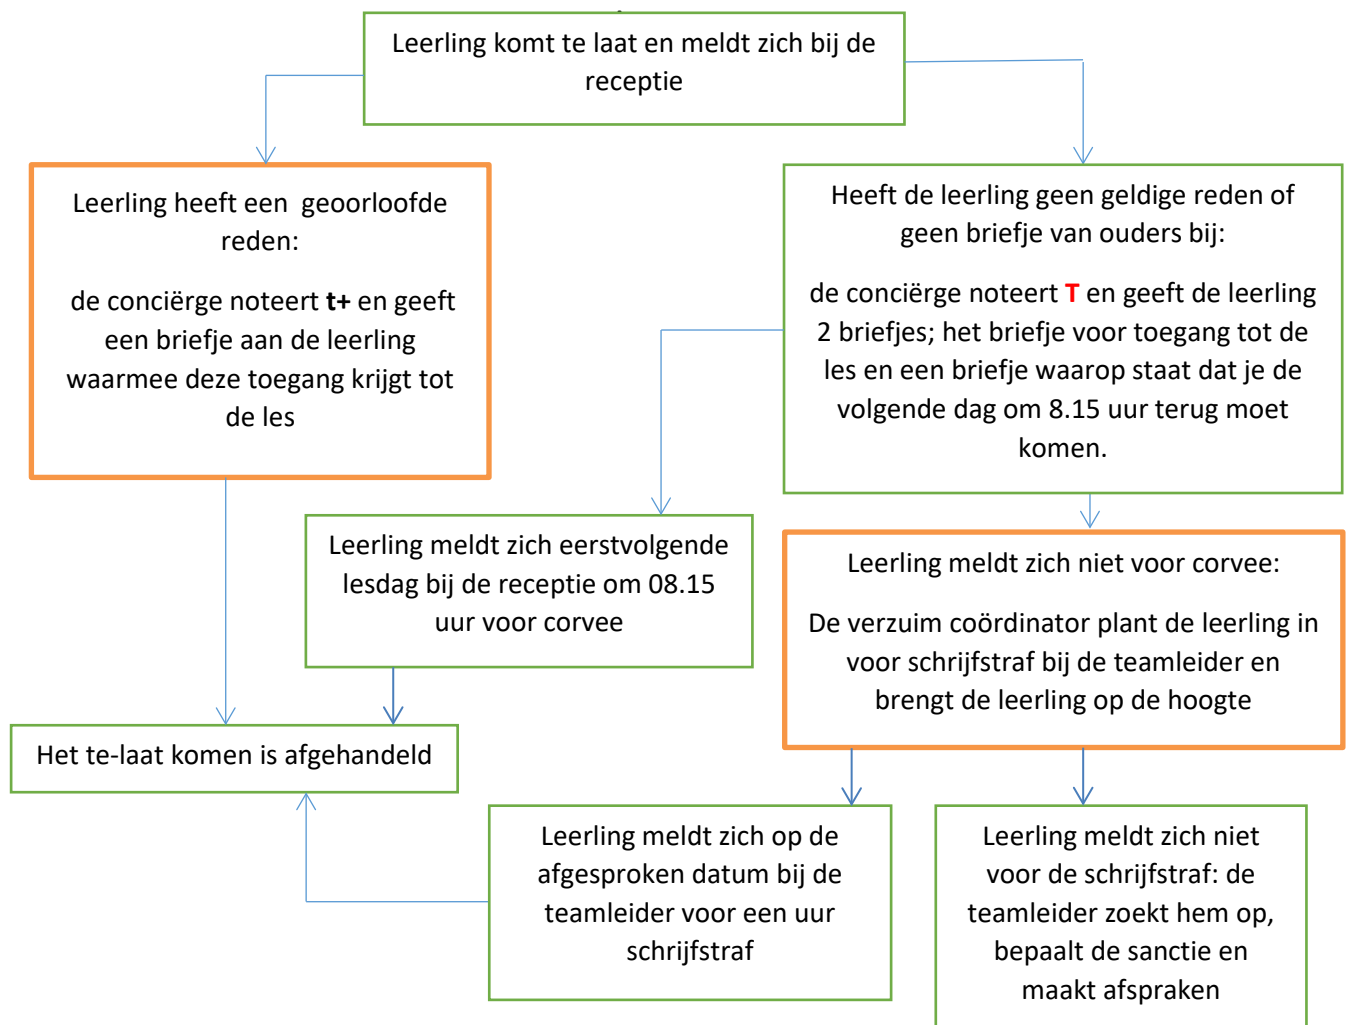 Leerling komt te laat en meldt zich bij de
receptie
Leerling heeft een geoorloofde
reden:
de conciërge noteert t+ en geeft
een briefje aan de leerling
waarmee deze toegang krijgt tot
de les
Heeft de leerling geen geldige reden of
geen briefje van ouders bij:
de conciërge noteert T en geeft de leerling
2 briefjes; het briefje voor toegang tot de
les en een briefje waarop staat dat je de
volgende dag om 8.15 uur terug moet
komen.
Leerling meldt zich eerstvolgende
lesdag bij de receptie om 08.15
uur voor corvee
Leerling meldt zich niet voor corvee:
De verzuim coördinator plant de leerling in
voor schrijfstraf bij de teamleider en
brengt de leerling op de hoogte
Het te-laat komen is afgehandeld
Leerling meldt zich op de
afgesproken datum bij de
teamleider voor een uur
schrijfstraf
Leerling meldt zich niet
voor de schrijfstraf: de
teamleider zoekt hem op,
bepaalt de sanctie en
maakt afspraken